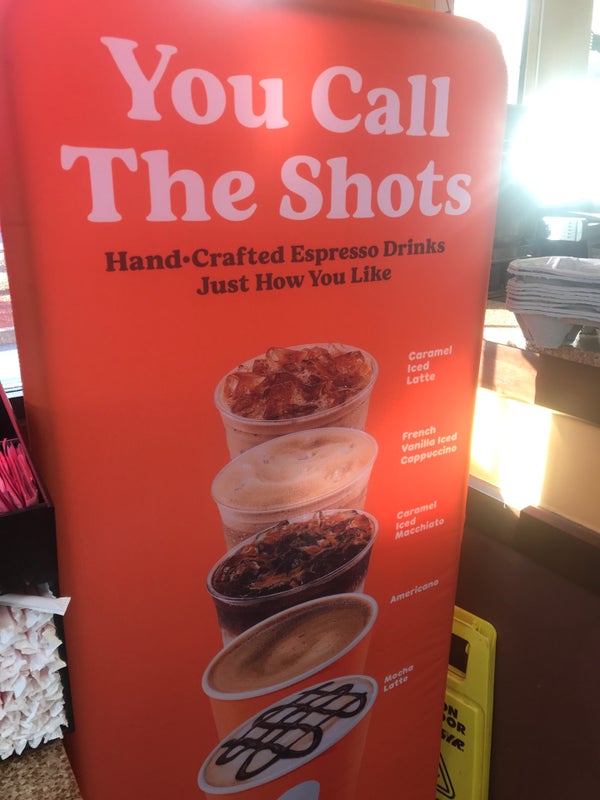 You Call
The Shots
Hand•Crafted Espresso Drinks
Just How You Like
Caramel
Iced
Latte
French
Vanilla Iced
Cappuccino
Caramel
Iced
Macchiato
Americano
Mocha
Latte